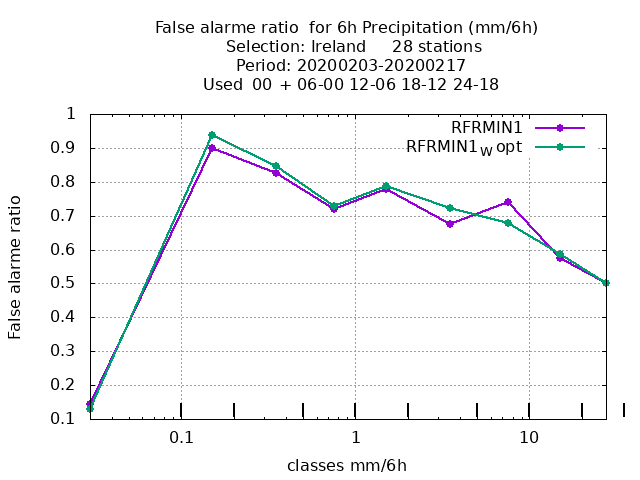 False alarme ratio  for 6h Precipitation (mm/6h)
Selection: Ireland     28 stations
Period: 20200203-20200217
Used  00  + 06-00 12-06 18-12 24-18
RFRMIN1
RFRMIN1W opt
1
0.9
0.8
0.7
0.6
0.5
0.4
0.3
0.2
0.1
False alarme ratio
0.1
1
10
classes mm/6h